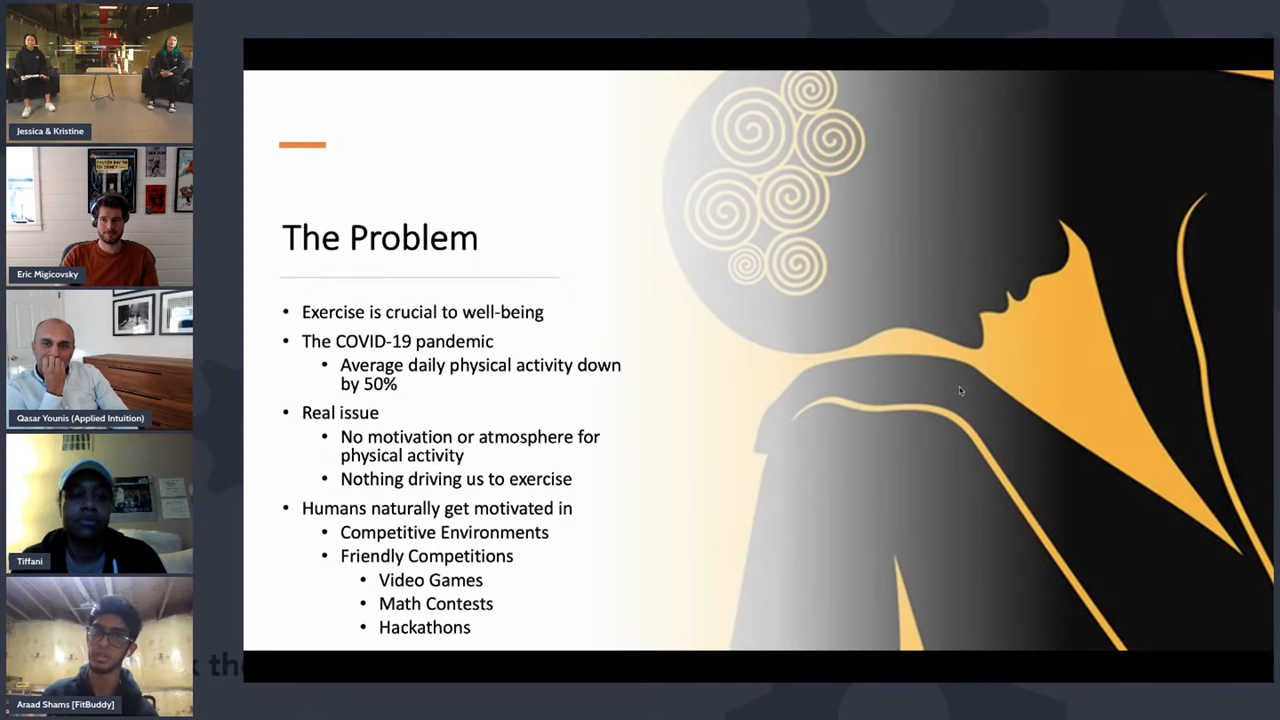 Jessica & Kristine
Eric Migicovsky
Qasar Younis (Applied Intuition)
Tiffani
Araad Shams [FitBuddy]
The Problem
• Exercise is crucial to well-being
• The COVID-19 pandemic
• Average daily physical activity down
by 50%
• Real issue
• No motivation or atmosphere for
physical activity
• Nothing driving us to exercise
• Humans naturally get motivated in
• Competitive Environments
• Friendly Competitions
• Video Games
• Math Contests
• Hackathons